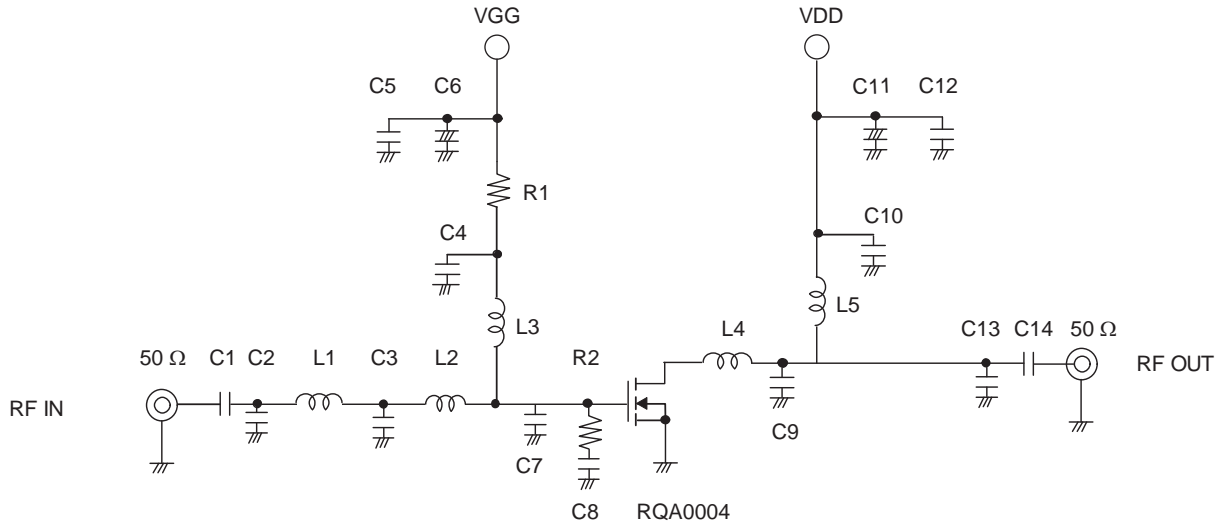 VGG
VDD
C5
C6
C11
C12
R1
C4
C10
L3
L5
50 Ω
C1
C2
L1
C3
L2
R2
L4
C13
C14
50 Ω
RF IN
RF OUT
C7
C9
C8
RQA0004